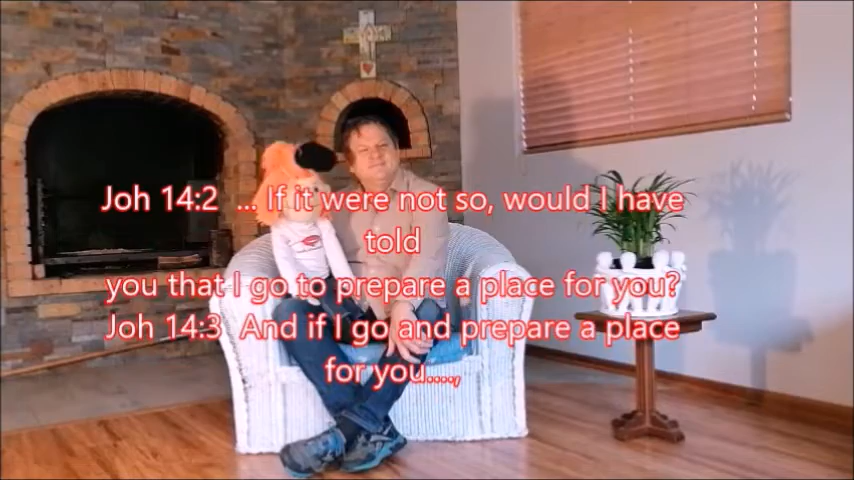 Joh 14:2 ... If it were not so, would I have
told
you that I go to prepare a place for you?
Joh 14:3 And if I go and prepare a place
for you....,